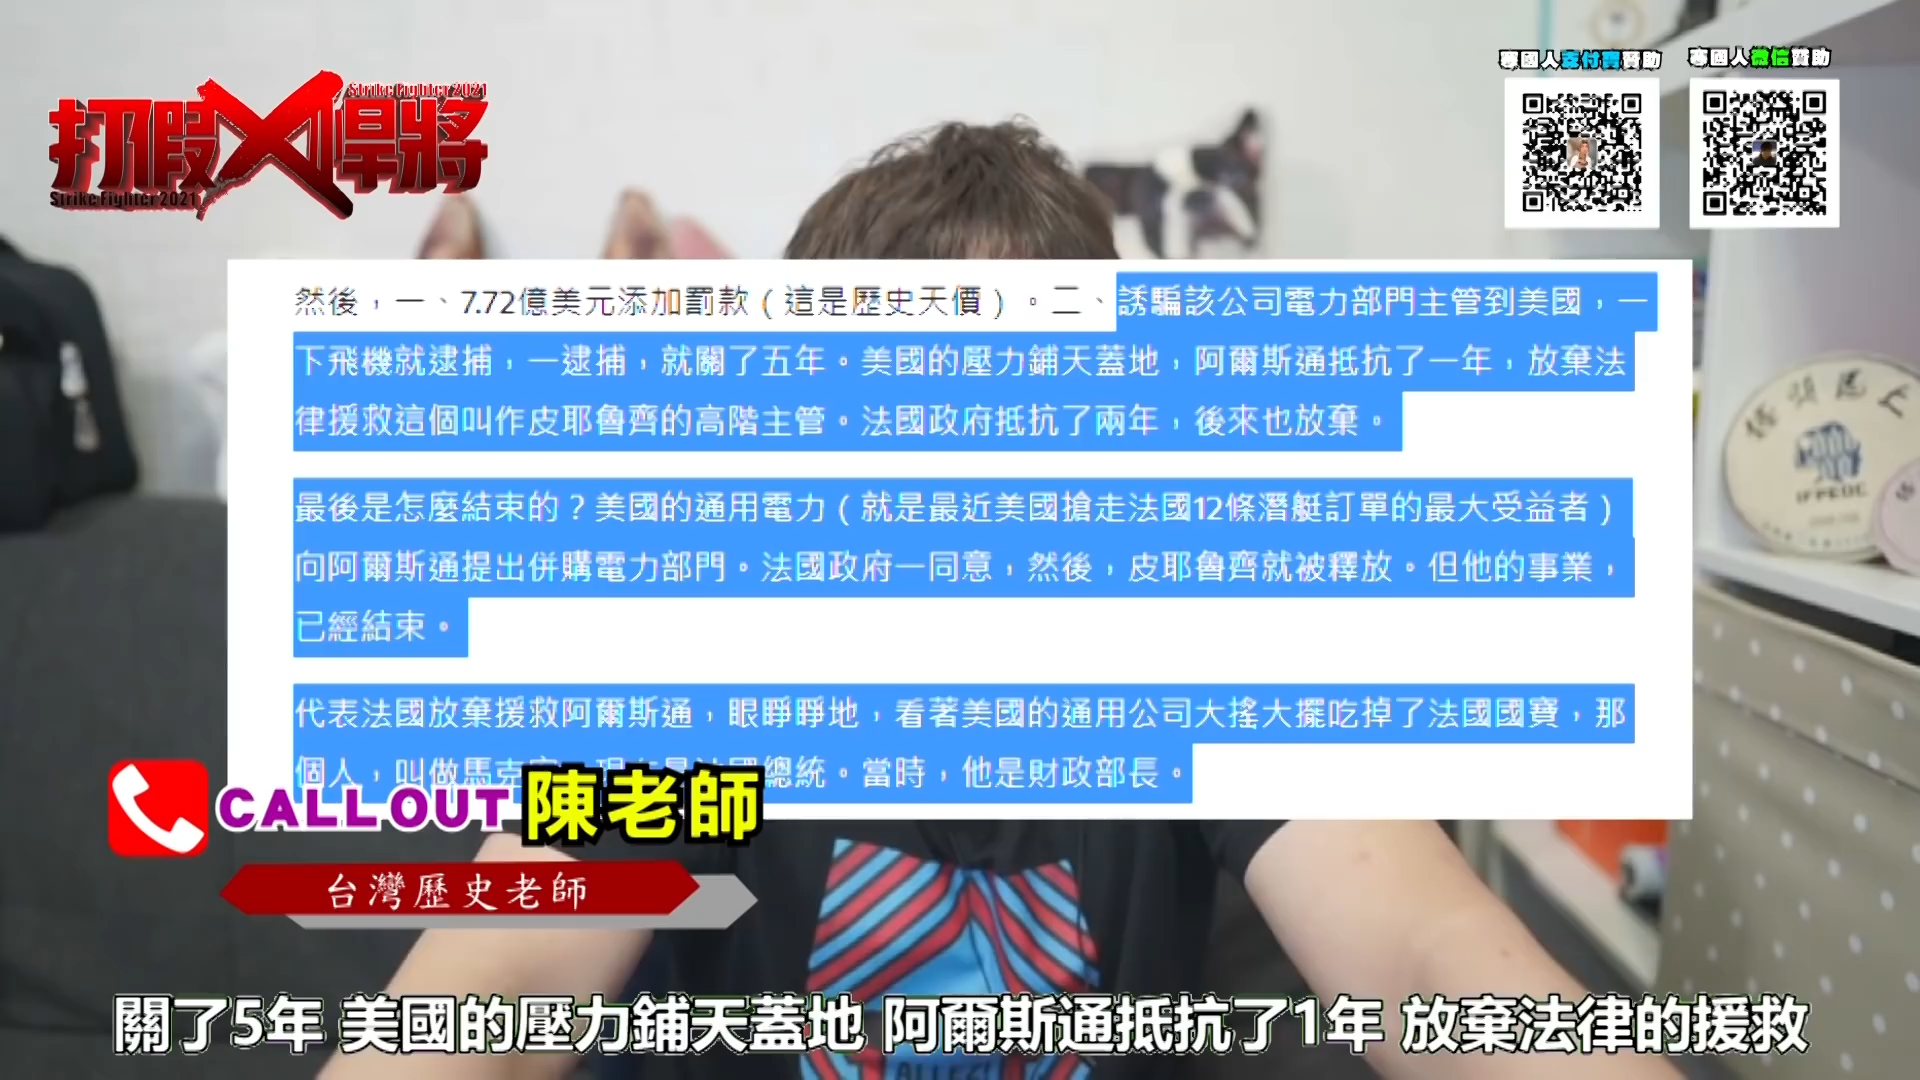 Strike Fighter 2021
打假悍將
Strike Fighter 2021
專國人支付寶贊助
專國人微信贊助
然後，一、7.72億美元添加罰款（這是歷史天價）。二、誘騙該公司電力部門主管到美國，一
下飛機就逮捕，一逮捕，就關了五年。美國的壓力鋪天蓋地，阿爾斯通抵抗了一年，放棄法
律援救這個叫作皮耶魯齊的高階主管。法國政府抵抗了兩年，後來也放棄。
最後是怎麼結束的？美國的通用電力（就是最近美國搶走法國12條潛艇訂單的最大受益者）
向阿爾斯通提出併購電力部門。法國政府一同意，然後，皮耶魯齊就被釋放。但他的事業，
已經結束。
代表法國放棄援救阿爾斯通，眼睜睜地，看著美國的通用公司大搖大擺吃掉了法國國寶，那
個人，叫做馬克總統。當時，他是財政部長。
CALL OUT 陳老師
台灣歷史老師
IFPEDC
關了5年 美國的壓力鋪天蓋地 阿爾斯通抵抗了1年 放棄法律的援救